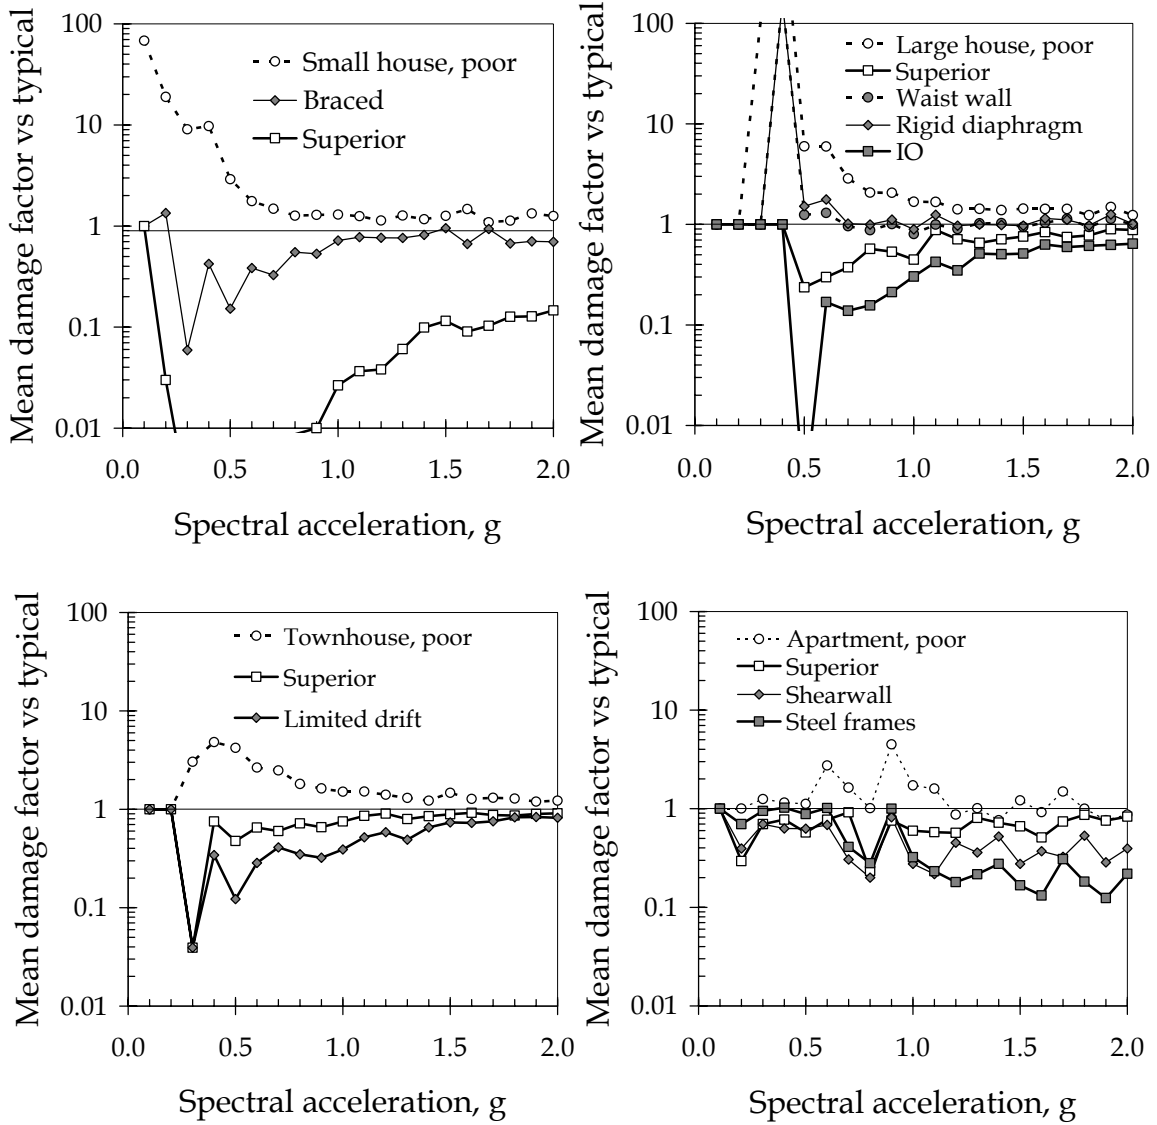 Mean damage factor vs typical
100
10
1
0.1
0.01
Small house, poor
Braced
Superior
0.0 0.5 1.0 1.5 2.0
Spectral acceleration, g
Mean damage factor vs typical
100
10
1
0.1
0.01
Large house, poor
Superior
Waist wall
Rigid diaphragm
IO
0.0 0.5 1.0 1.5 2.0
Spectral acceleration, g
Mean damage factor vs typical
100
10
1
0.1
0.01
Townhouse, poor
Superior
Limited drift
0.0 0.5 1.0 1.5 2.0
Spectral acceleration, g
Mean damage factor vs typical
100
10
1
0.1
0.01
Apartment, poor
Superior
Shearwall
Steel frames
0.0 0.5 1.0 1.5 2.0
Spectral acceleration, g